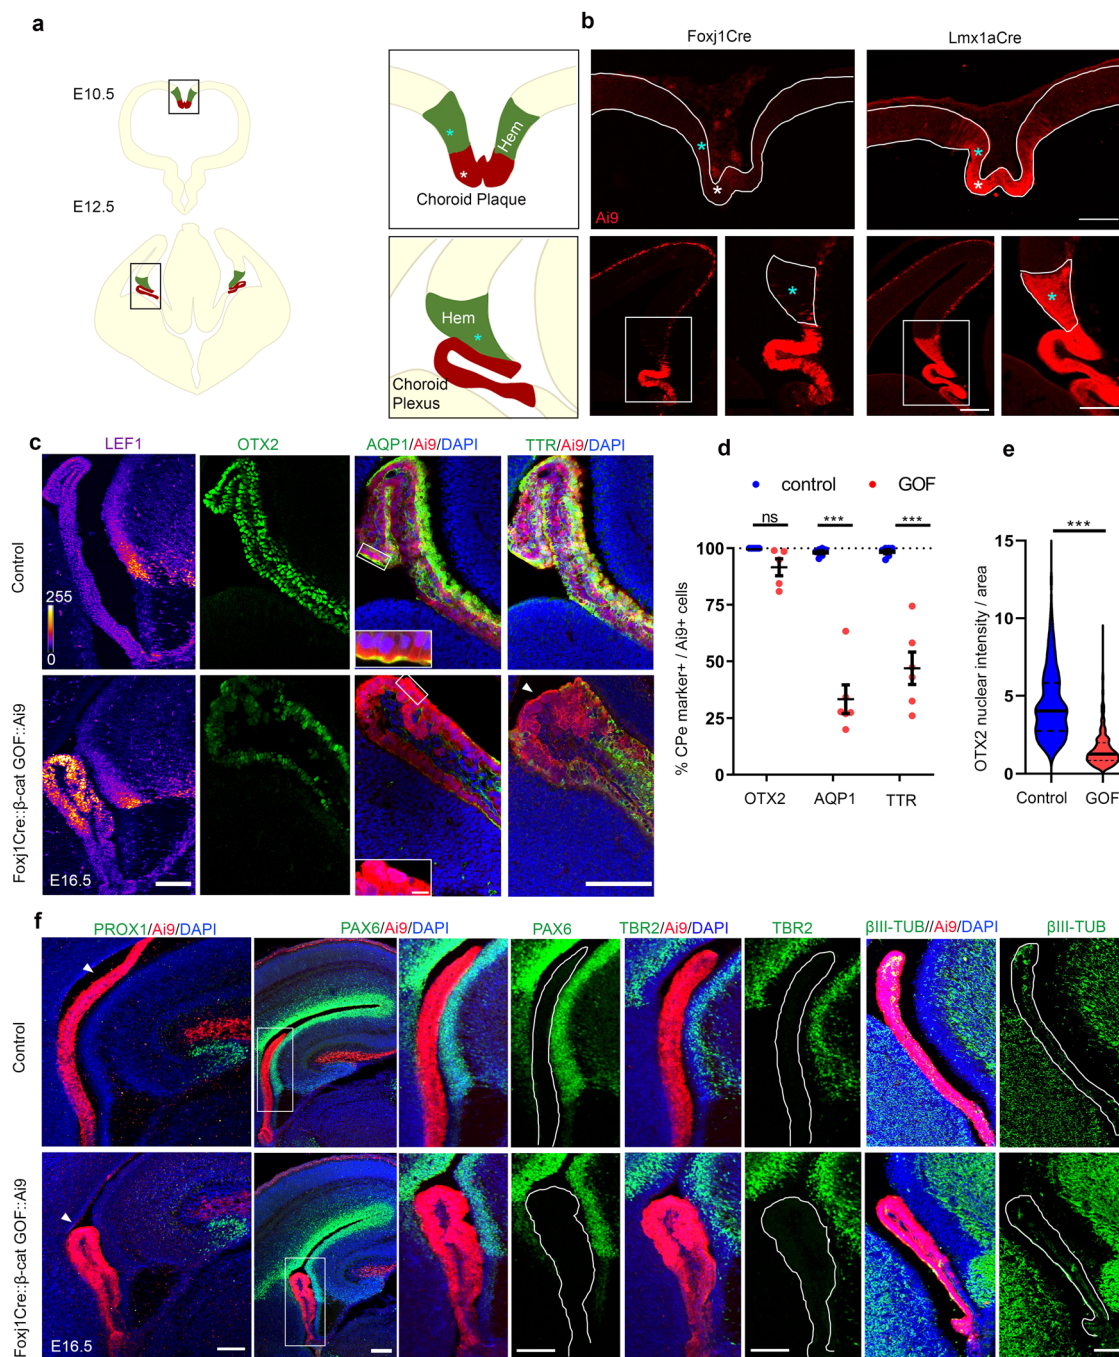 a
E10.5
E12.5
Hem
*
*
Choroid Plaque
Hem
*
Choroid
Plexus
b
Foxj1Cre
Lmx1aCre
*
*
*
*
Ai9
*
*
c
LEF1
OTX2
AQP1/Ai9/DAPI
TTR/Ai9/DAPI
Control
255
0
Foxj1Cre::β-cat GOF::Ai9
E16.5
d
control
GOF
ns
***
***
% CPe marker+ / Ai9+ cells
100
75
50
25
OTX2
AQP1
TTR
e
***
OTX2 nuclear intensity / area
15
10
5
0
Control
GOF
f
PROX1/Ai9/DAPI
PAX6/Ai9/DAPI
PAX6
TBR2/Ai9/DAPI
TBR2
βIII-TUB//Ai9/DAPI
βIII-TUB
Control
Foxj1Cre::β-cat GOF::Ai9
E16.5